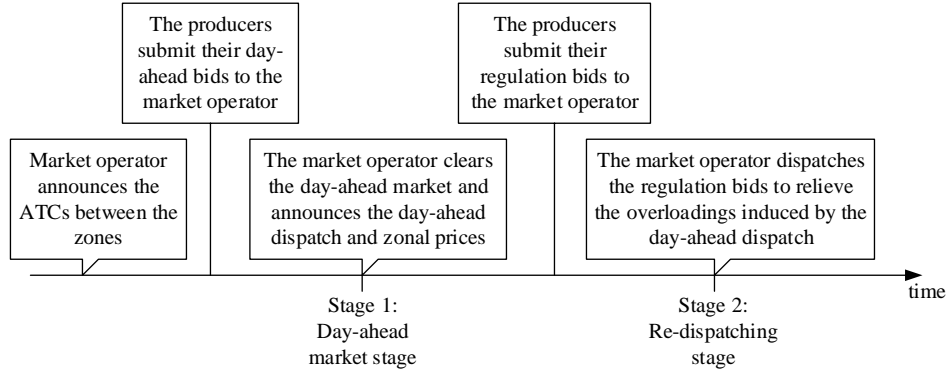 The producers
submit their day-
ahead bids to the
market operator
The producers
submit their
regulation bids to
the market operator
Market operator
announces the
ATCs between the
zones
The market operator clears
the day-ahead market and
announces the day-ahead
dispatch and zonal prices
The market operator dispatches
the regulation bids to relieve
the overloadings induced by the
day-ahead dispatch
time
Stage 1:
Day-ahead
market stage
Stage 2:
Re-dispatching
stage